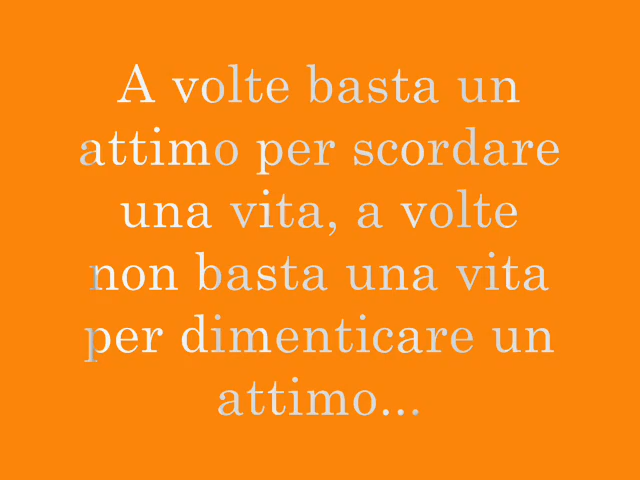 A volte basta un
attimo per scordare
una vita, a volte
non basta una vita
per dimenticare un
attimo...